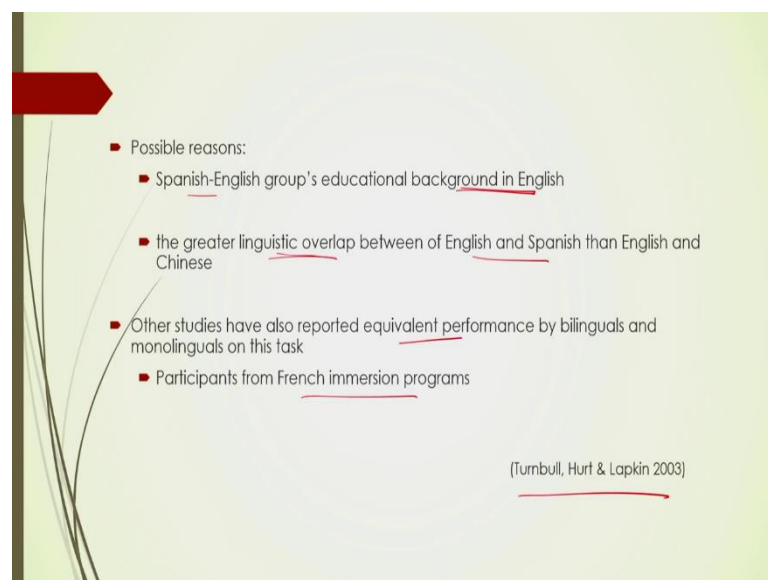 Possible reasons:
Spanish-English group's educational background in English
the greater linguistic overlap between of English and Spanish than English and
Chinese
Other studies have also reported equivalent performance by bilinguals and
monolinguals on this task
Participants from French immersion programs
(Turnbull, Hurt & Lapkin 2003)